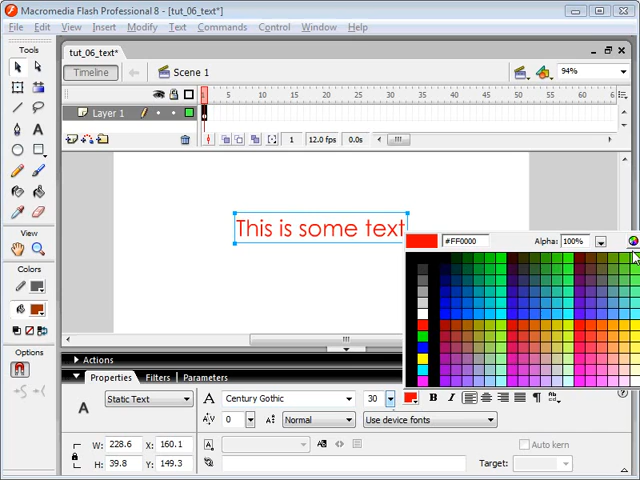 Macromedia Flash Professional 8 - [tut_06_text*]
File Edit View Insert Modify Text Commands Control Window Help
Tools
tut_06_text*
Timeline
Scene 1
94%
5 10 15 20 25 30 35 40 45 50 55 60 65
Layer 1
1 12.0 fps 0.0s
This is some text
#FF0000 Alpha: 100%
Colors
Options
Actions
Properties Filters Parameters
A Static Text A Century Gothic 30 B I
A/V 0 Normal Use device fonts
W: 228.6 X: 160.1
H: 39.8 Y: 149.3
Auto kern
Target: